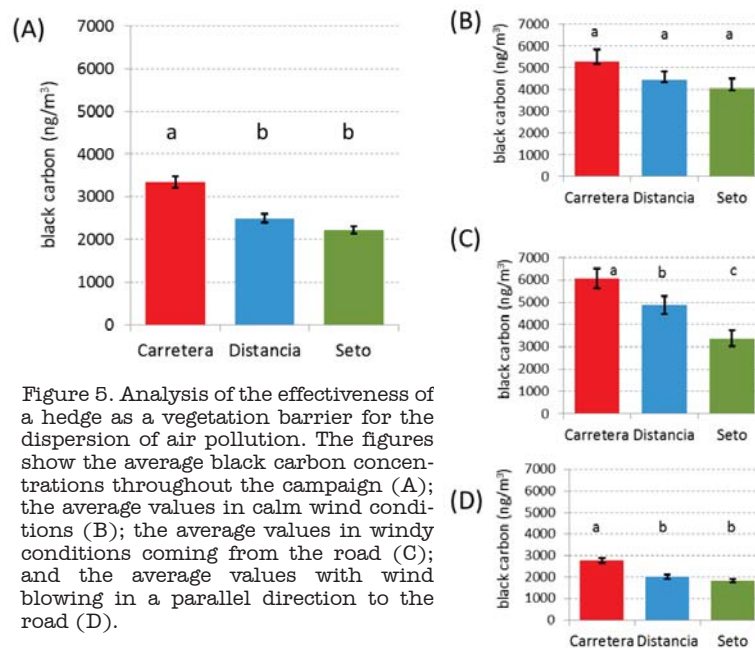 (A)
black carbon (ng/m³)
7000
6000
5000
4000
3000
2000
1000
0
a b b
Carretera Distancia Seto
Figure 5. Analysis of the effectiveness of
a hedge as a vegetation barrier for the
dispersion of air pollution. The figures
show the average black carbon concen-
trations throughout the campaign (A);
the average values in calm wind condi-
tions (B); the average values in windy
conditions coming from the road (C);
and the average values with wind
blowing in a parallel direction to the
road (D).
(B)
black carbon (ng/m³)
7000
6000
5000
4000
3000
2000
1000
0
a a a
Carretera Distancia Seto
(C)
black carbon (ng/m³)
7000
6000
5000
4000
3000
2000
1000
0
a b c
Carretera Distancia Seto
(D)
black carbon (ng/m³)
7000
6000
5000
4000
3000
2000
1000
0
a b b
Carretera Distancia Seto